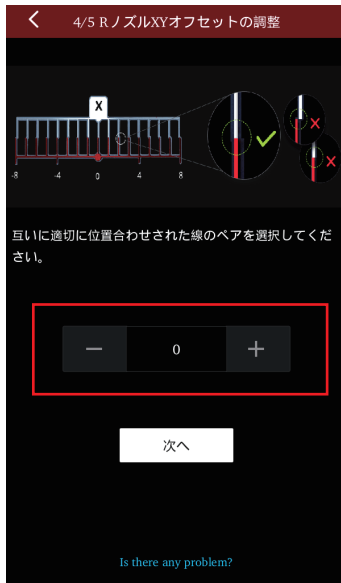 4/5 RノズルXYオフセットの調整
X
-8 -4 0 4 8
互いに適切に位置合わせされた線のペアを選択してくだ
さい。
0
次へ
Is there any problem?